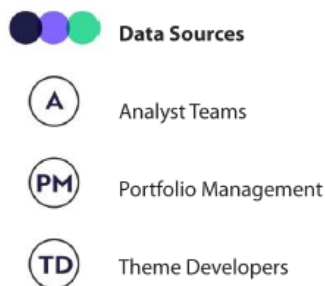 Data Sources
A Analyst Teams
PM Portfolio Management
TD Theme Developers